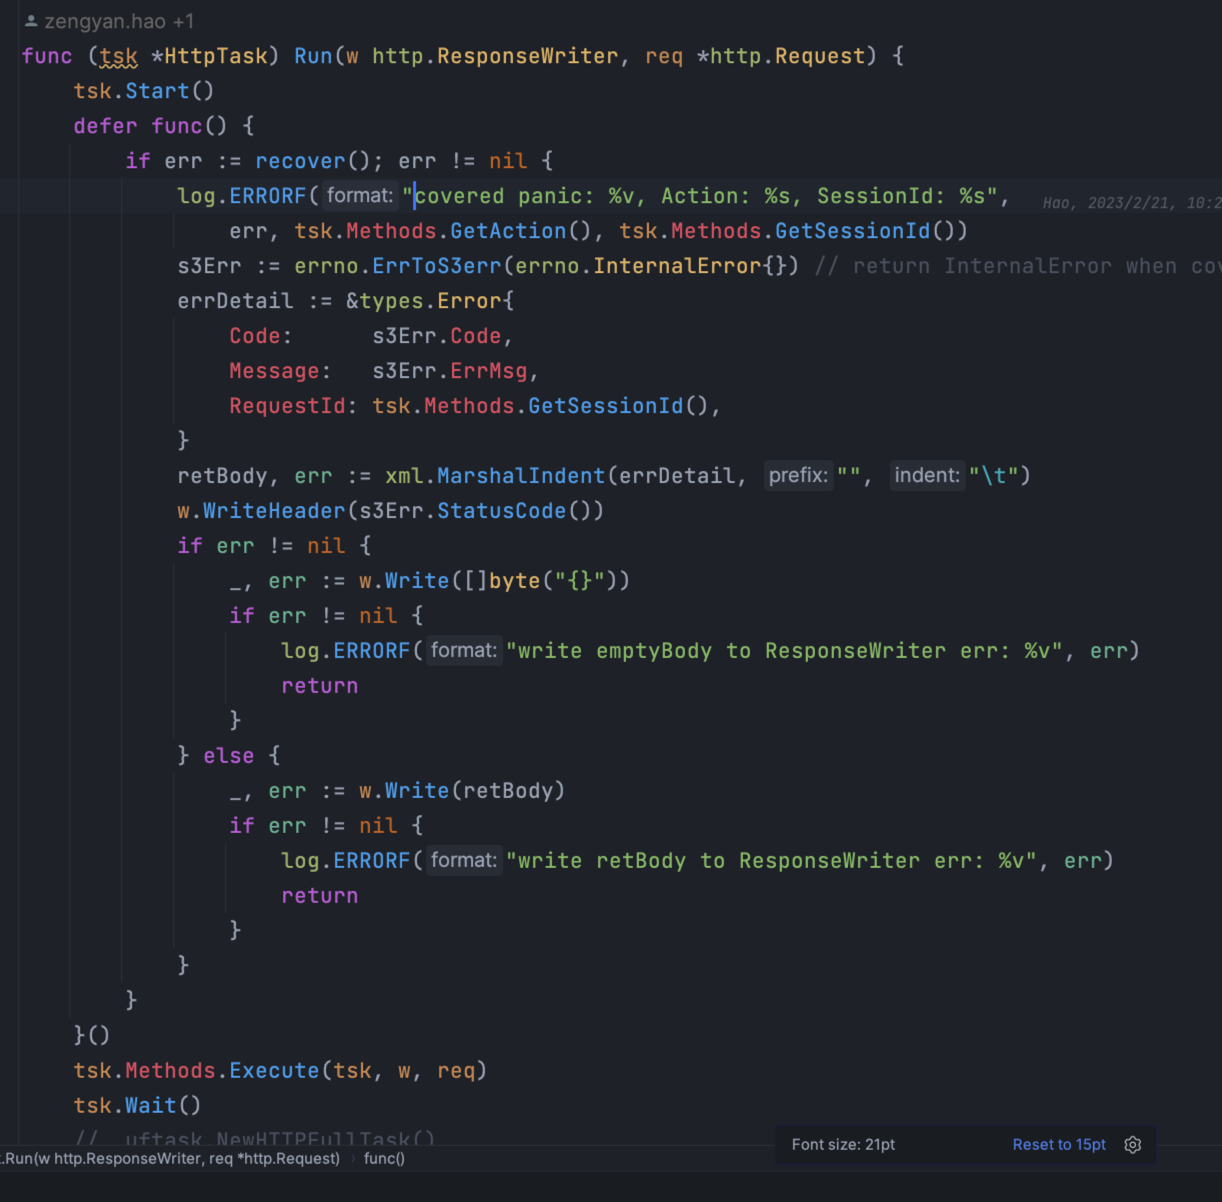 zengyan.hao +1
func (tsk *HttpTask) Run(w http.ResponseWriter, req *http.Request) {
    tsk.Start()
    defer func() {
        if err := recover(); err != nil {
            log.ERRORF( format: "covered panic: %v, Action: %s, SessionId: %s", Hao, 2023/2/21, 10:2
                err, tsk.Methods.GetAction(), tsk.Methods.GetSessionId())
            s3Err := errno.ErrToS3err(errno.InternalError{}) // return InternalError when cov
            errDetail := &types.Error{
                Code:      s3Err.Code,
                Message:   s3Err.ErrMsg,
                RequestId: tsk.Methods.GetSessionId(),
            }
            retBody, err := xml.MarshalIndent(errDetail, prefix: "", indent: "\t")
            w.WriteHeader(s3Err.StatusCode())
            if err != nil {
                _, err := w.Write([]byte("{}"))
                if err != nil {
                    log.ERRORF( format: "write emptyBody to ResponseWriter err: %v", err)
                    return
                }
            } else {
                _, err := w.Write(retBody)
                if err != nil {
                    log.ERRORF( format: "write retBody to ResponseWriter err: %v", err)
                    return
                }
            }
        }
    }()
    tsk.Methods.Execute(tsk, w, req)
    tsk.Wait()
    //  uftask NewHTTPFullTask()
Font size: 21pt Reset to 15pt
.Run(w http.ResponseWriter, req *http.Request) › func()